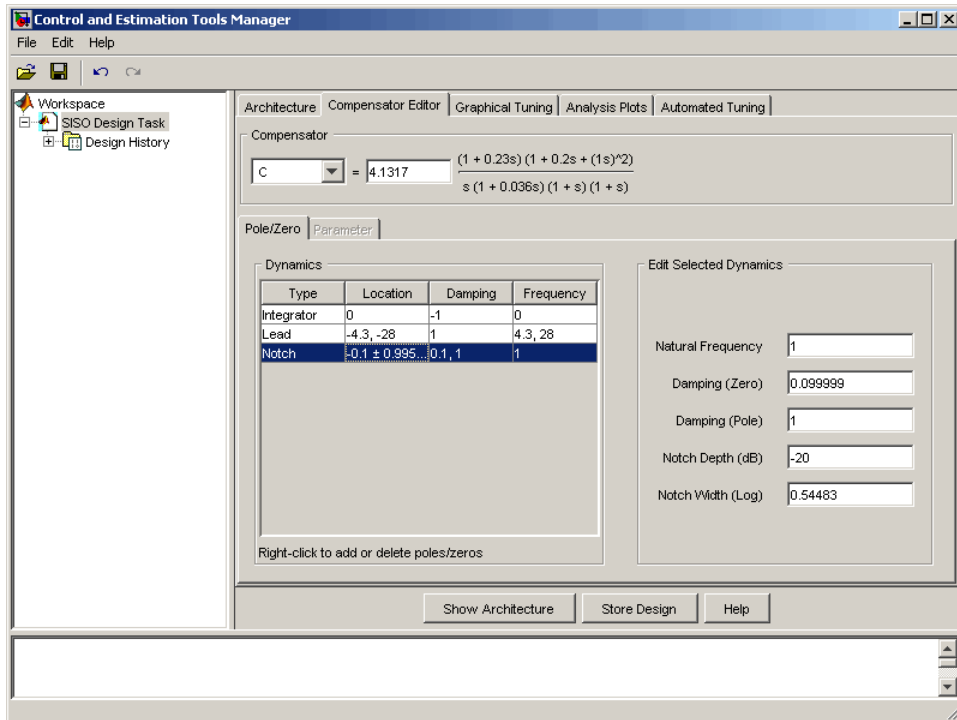 Control and Estimation Tools Manager
File Edit Help
Workspace
SISO Design Task
Design History
Architecture Compensator Editor Graphical Tuning Analysis Plots Automated Tuning
Compensator
C = 4.1317 (1 + 0.23s) (1 + 0.2s + (1s)^2)
s (1 + 0.036s) (1 + s) (1 + s)
Pole/Zero Parameter
Dynamics
Type Location Damping Frequency
Integrator 0 -1 0
Lead -4.3, -28 1 4.3, 28
Notch -0.1 ± 0.995... 0.1, 1 1
Right-click to add or delete poles/zeros
Edit Selected Dynamics
Natural Frequency 1
Damping (Zero) 0.099999
Damping (Pole) 1
Notch Depth (dB) -20
Notch Width (Log) 0.54483
Show Architecture Store Design Help